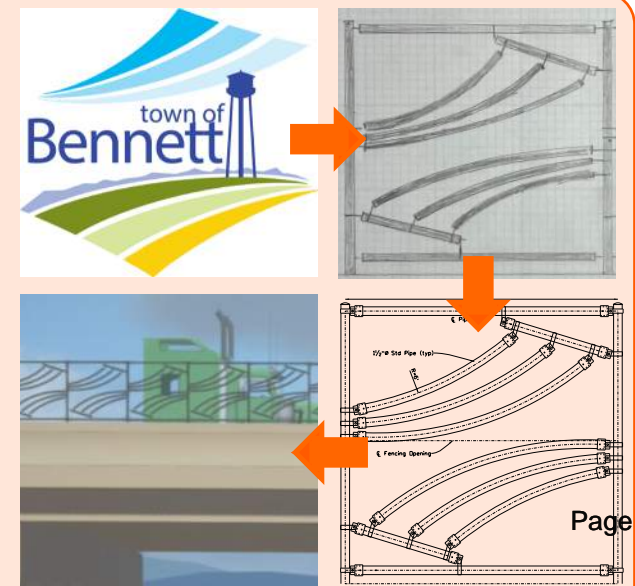 town of
Bennett
1½"Ø Std Pipe (typ)
℄ Fencing Opening
Page